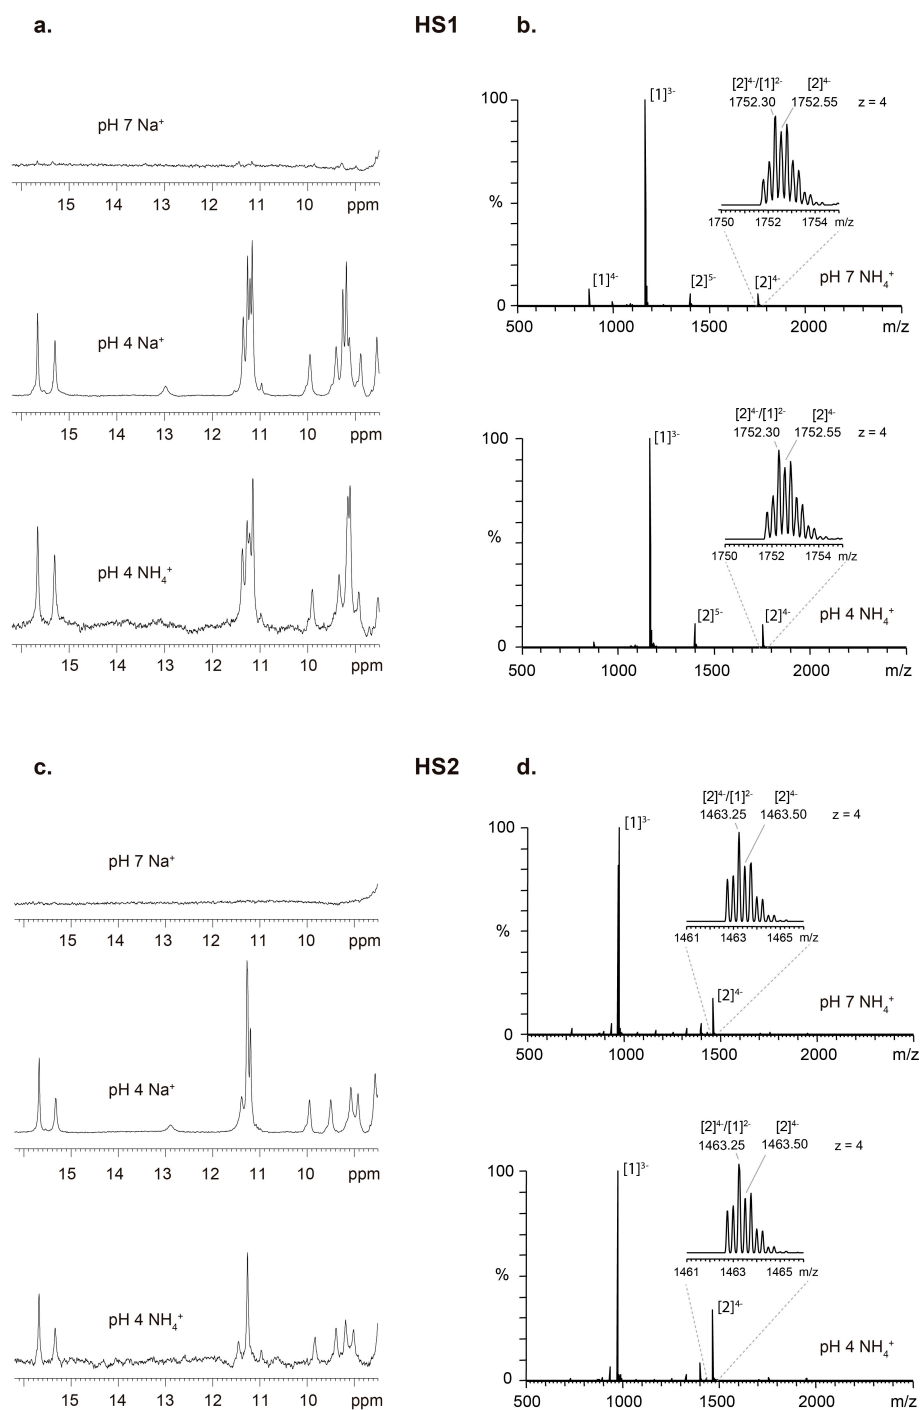 a.
HS1
b.
pH 7 Na⁺
15 14 13 12 11 10 ppm
pH 4 Na⁺
15 14 13 12 11 10 ppm
pH 4 NH₄⁺
15 14 13 12 11 10 ppm
[2]⁴⁻/[1]²⁻ [2]⁴⁻
1752.30 1752.55 z = 4
100
[1]³⁻
%
1750 1752 1754 m/z
[1]⁴⁻
[2]⁵⁻
[2]⁴⁻
pH 7 NH₄⁺
0
500 1000 1500 2000 m/z
[2]⁴⁻/[1]²⁻ [2]⁴⁻
1752.30 1752.55 z = 4
100
[1]³⁻
%
1750 1752 1754 m/z
[2]⁵⁻
[2]⁴⁻
pH 4 NH₄⁺
0
500 1000 1500 2000 m/z
c.
HS2
d.
pH 7 Na⁺
15 14 13 12 11 10 ppm
pH 4 Na⁺
15 14 13 12 11 10 ppm
pH 4 NH₄⁺
15 14 13 12 11 10 ppm
[2]⁴⁻/[1]²⁻ [2]⁴⁻
1463.25 1463.50 z = 4
100
[1]³⁻
%
1461 1463 1465 m/z
[2]⁴⁻
pH 7 NH₄⁺
0
500 1000 1500 2000 m/z
[2]⁴⁻/[1]²⁻ [2]⁴⁻
1463.25 1463.50 z = 4
100
[1]³⁻
%
1461 1463 1465 m/z
[2]⁴⁻
pH 4 NH₄⁺
0
500 1000 1500 2000 m/z